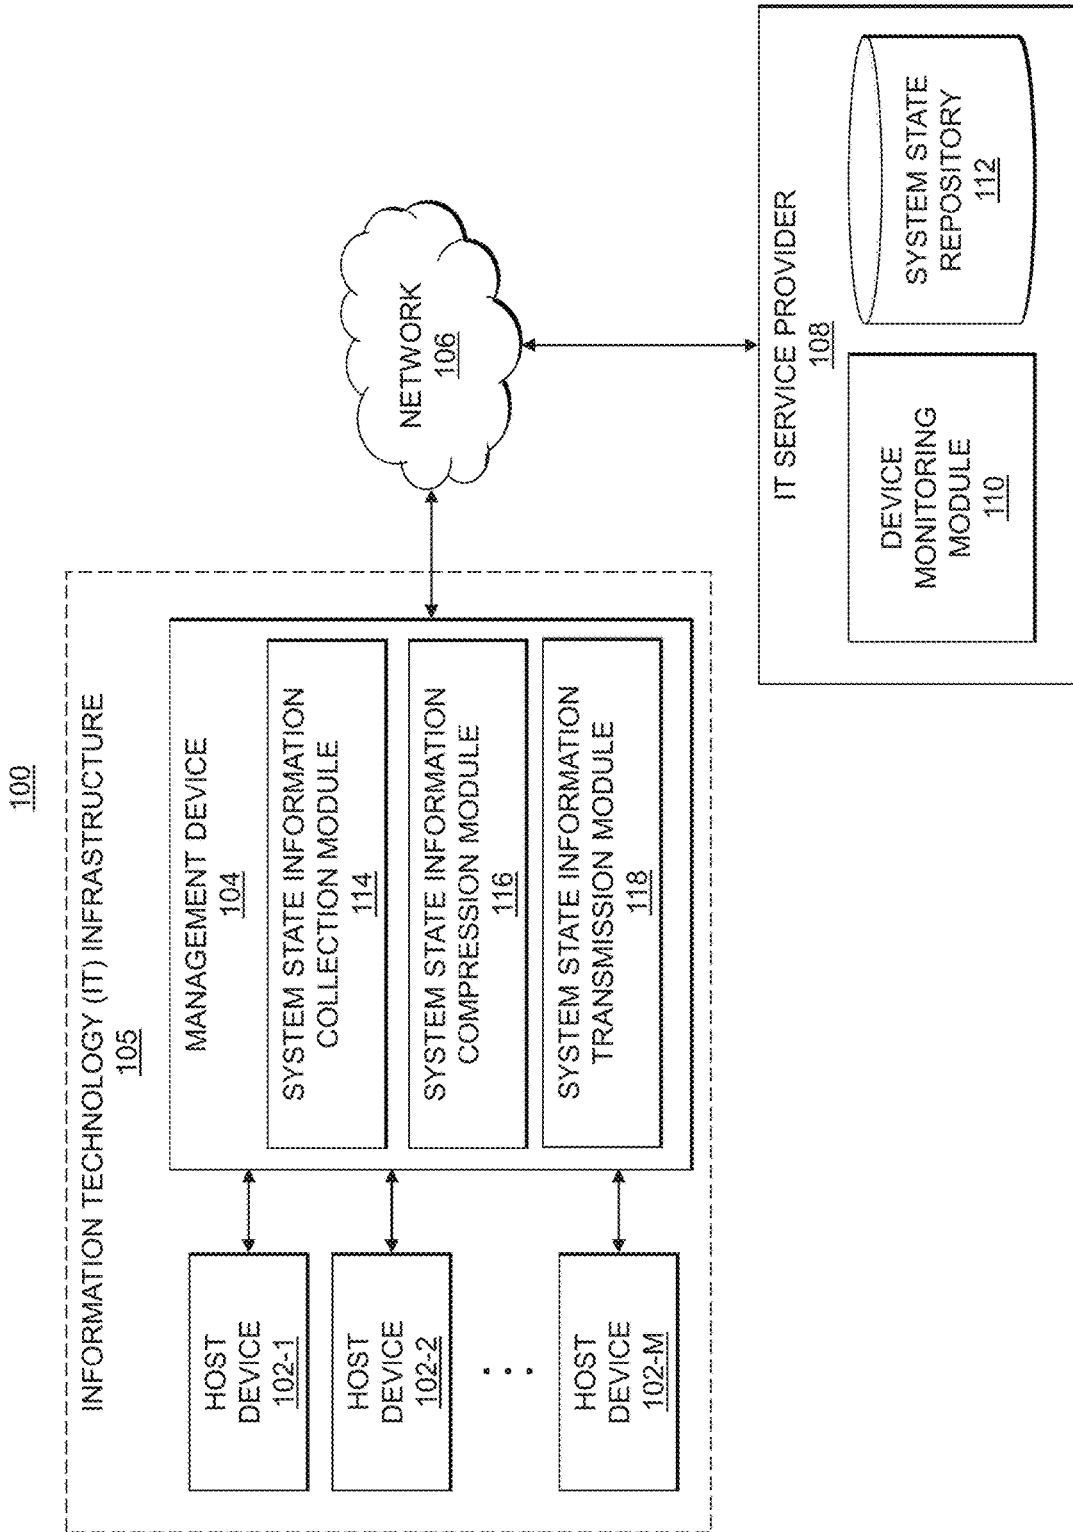 100
INFORMATION TECHNOLOGY (IT) INFRASTRUCTURE
105
HOST
DEVICE
102-1
HOST
DEVICE
102-2
. . .
HOST
DEVICE
102-M
MANAGEMENT DEVICE
104
SYSTEM STATE INFORMATION
COLLECTION MODULE
114
SYSTEM STATE INFORMATION
COMPRESSION MODULE
116
SYSTEM STATE INFORMATION
TRANSMISSION MODULE
118
NETWORK
106
IT SERVICE PROVIDER
108
DEVICE
MONITORING
MODULE
110
SYSTEM STATE
REPOSITORY
112